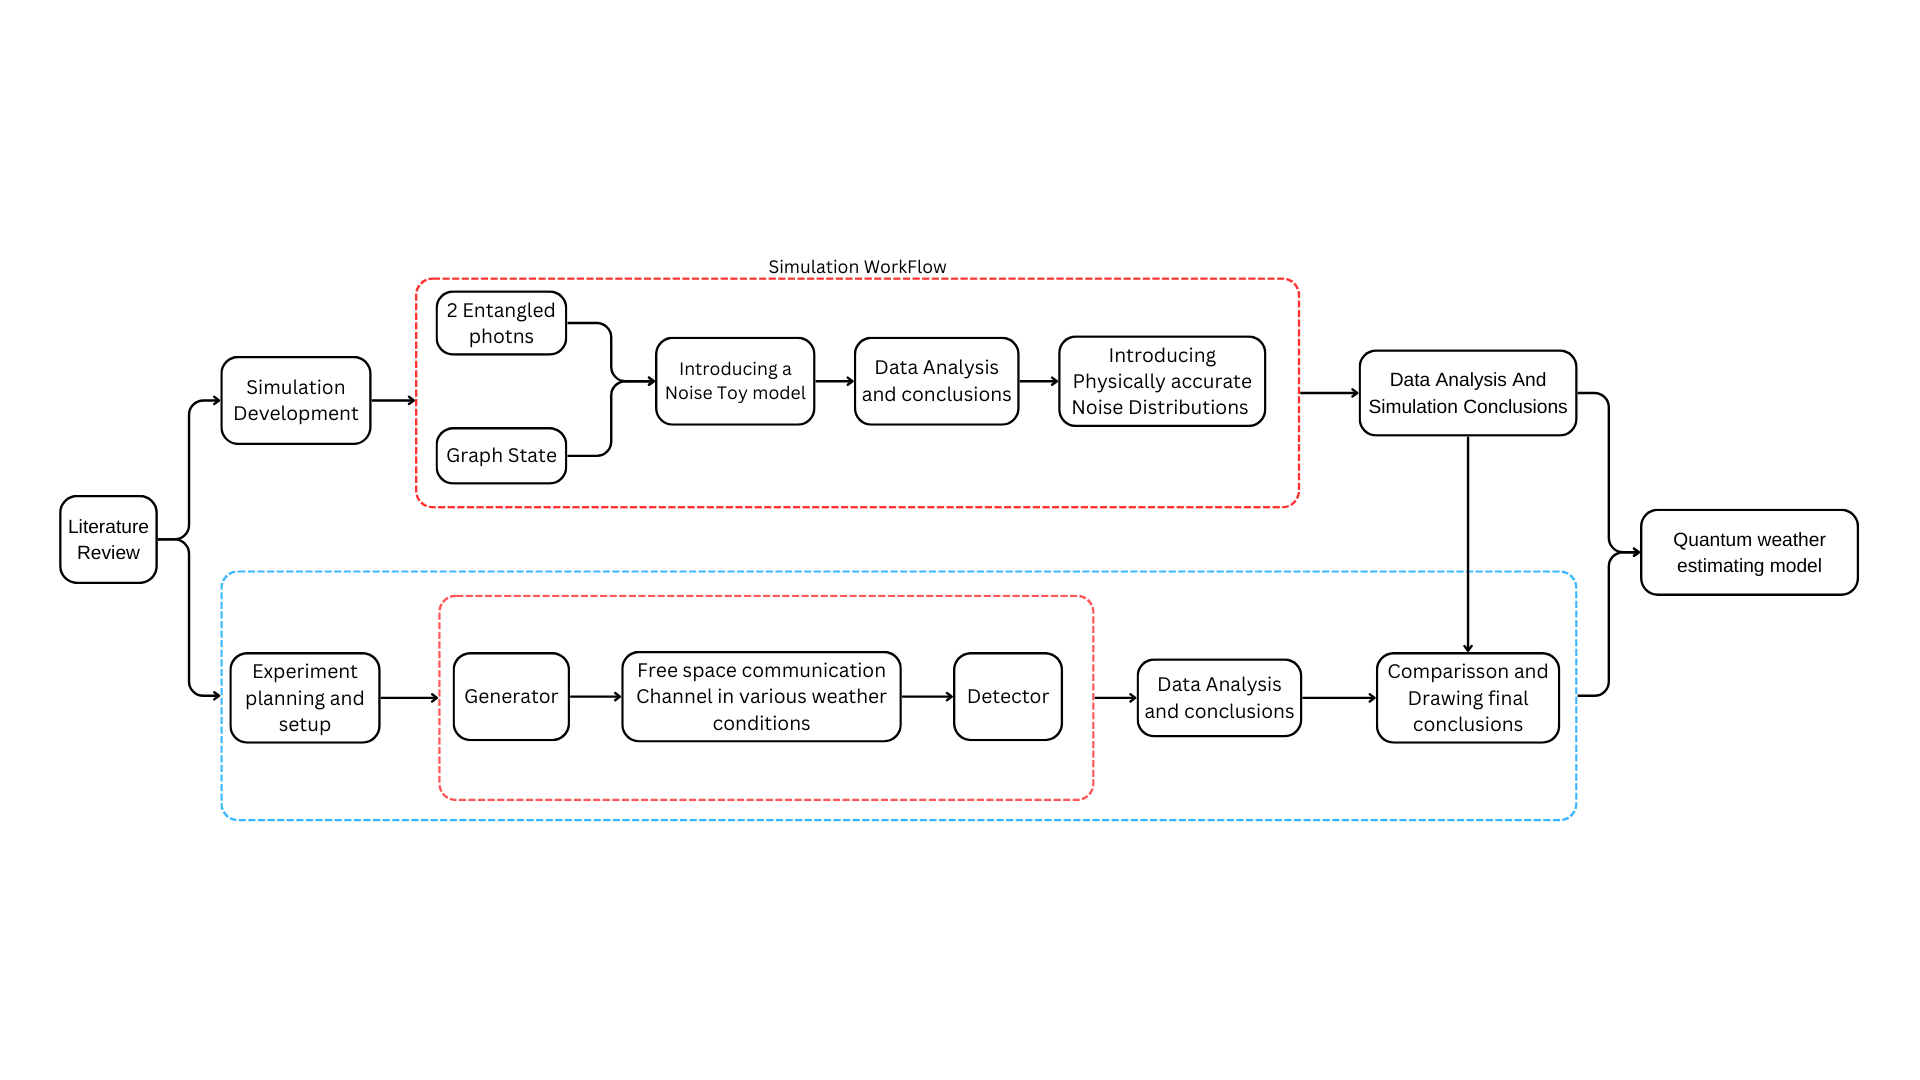 Simulation WorkFlow
2 Entangled
photns
Graph State
Introducing a
Noise Toy model
Data Analysis
and conclusions
Introducing
Physically accurate
Noise Distributions
Simulation
Development
Data Analysis And
Simulation Conclusions
Literature
Review
Quantum weather
estimating model
Experiment
planning and
setup
Generator
Free space communication
Channel in various weather
conditions
Detector
Data Analysis
and conclusions
Comparisson and
Drawing final
conclusions